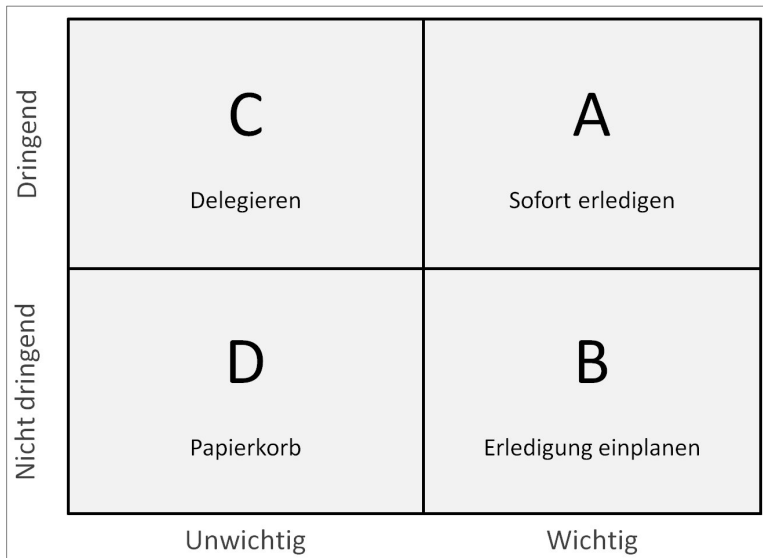 Dringend
C
Delegieren
A
Sofort erledigen
Nicht dringend
D
Papierkorb
B
Erledigung einplanen
Unwichtig
Wichtig